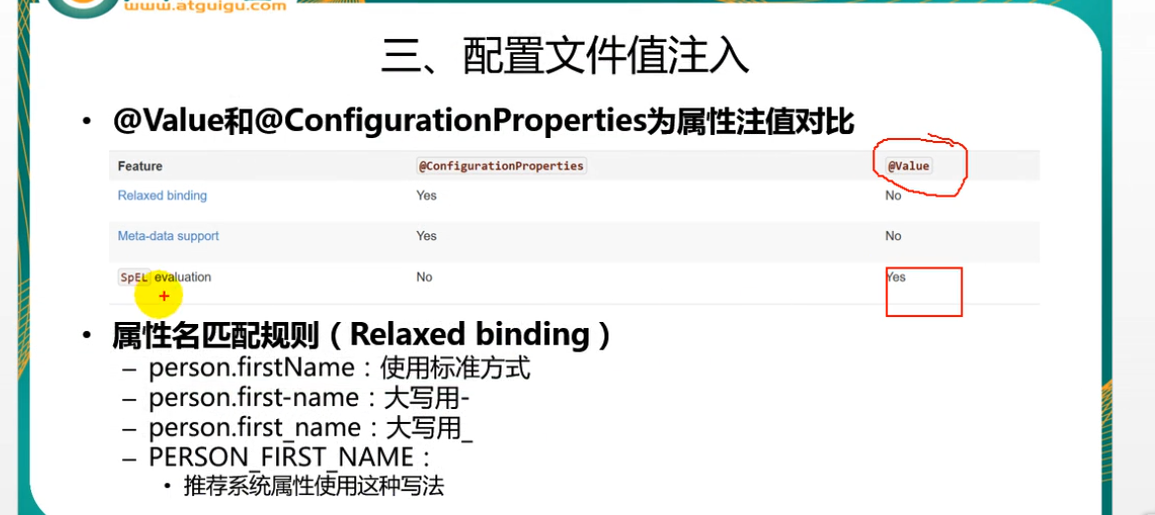 www.atguigu.com
三、配置文件值注入
• @Value和@ConfigurationProperties为属性注值对比
Feature @ConfigurationProperties @Value
Relaxed binding Yes No
Meta-data support Yes No
SpEL evaluation No Yes
• 属性名匹配规则（Relaxed binding）
– person.firstName：使用标准方式
– person.first-name：大写用-
– person.first_name：大写用_
– PERSON_FIRST_NAME：
• 推荐系统属性使用这种写法